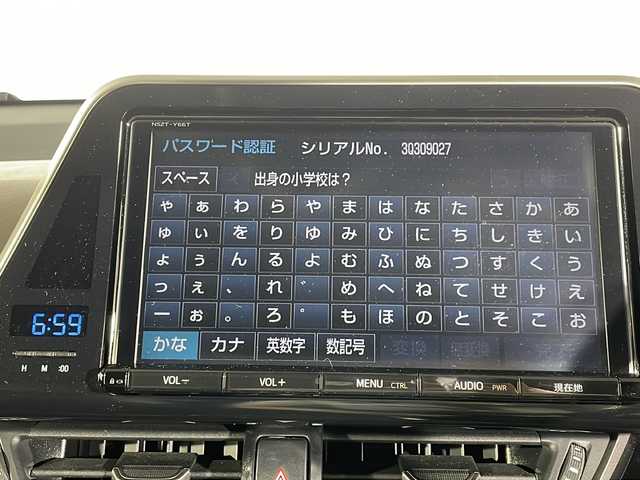 NSZT-Y66T
パスワード認証 シリアルNo. 30309027
スペース 出身の小学校は?
ゃ ぁ わ ら や ま は な た さ か あ
ゅ ぃ を り ゆ み ひ に ち し き い
ょ ぅ ん る よ む ふ ぬ つ す く う
っ ぇ 、 れ ゛ め へ ね て せ け え
ー ぉ 。 ろ ゜ も ほ の と そ こ お
かな カナ 英数字 数記号 変換 無変換
6:59
H M :00
VOL− VOL+ MENU CTRL AUDIO PWR 現在地